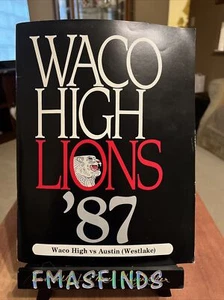 WACO
HIGH
LIONS
'87
Waco High vs Austin (Westlake)
FMASFINDS